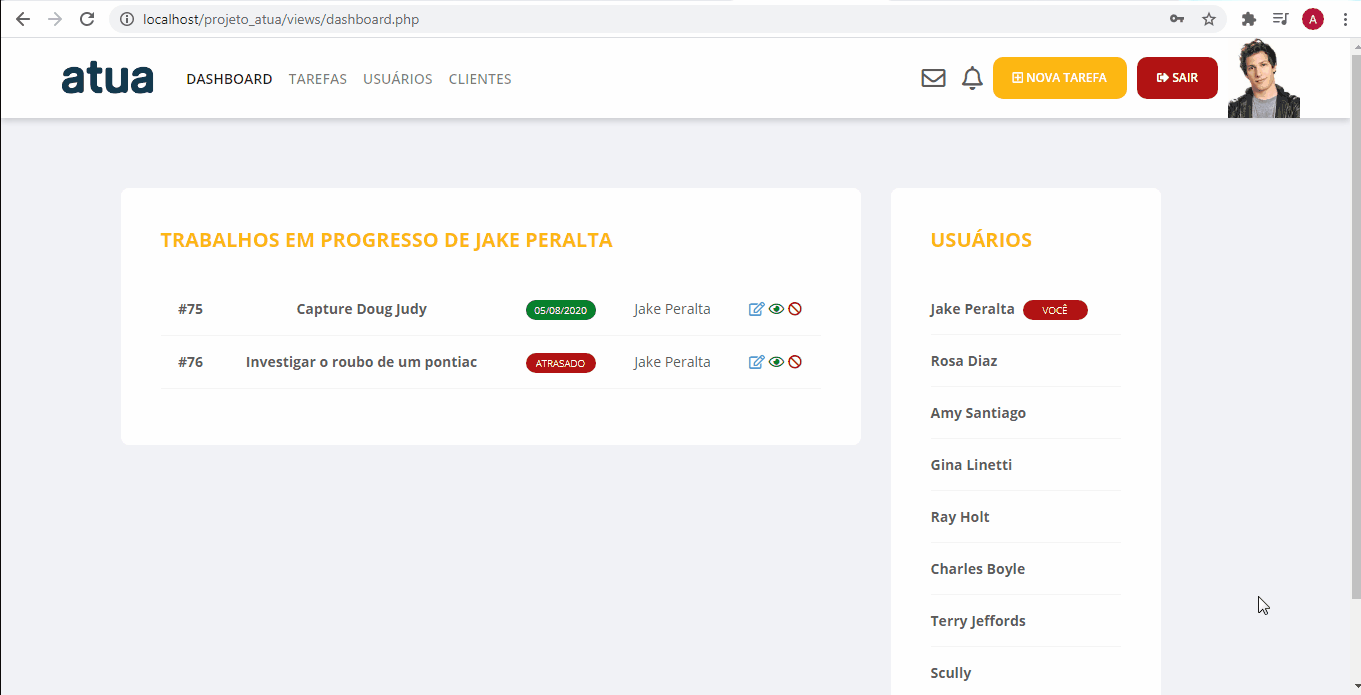 localhost/projeto_atua/views/dashboard.php
A
atua DASHBOARD TAREFAS USUÁRIOS CLIENTES NOVA TAREFA SAIR
TRABALHOS EM PROGRESSO DE JAKE PERALTA
#75 Capture Doug Judy 05/08/2020 Jake Peralta
#76 Investigar o roubo de um pontiac ATRASADO Jake Peralta
USUÁRIOS
Jake Peralta VOCÊ
Rosa Diaz
Amy Santiago
Gina Linetti
Ray Holt
Charles Boyle
Terry Jeffords
Scully